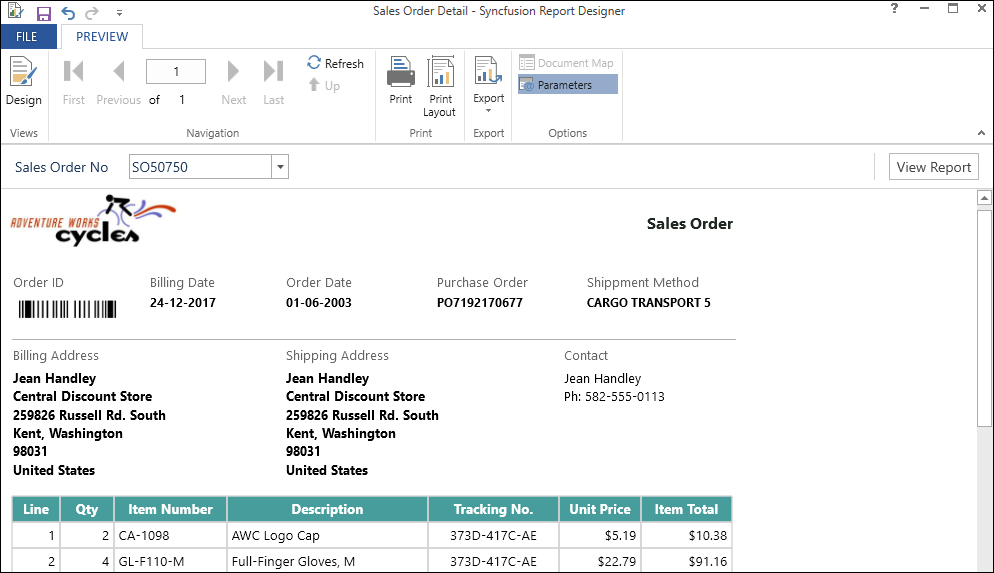 Sales Order Detail - Syncfusion Report Designer ?
FILE PREVIEW
Design
Views
First Previous 1 of 1 Next Last
Refresh
Up
Navigation
Print Print Layout
Print
Export
Export
Document Map
Parameters
Options
Sales Order No SO50750 View Report
ADVENTURE WORKS
cycles
Sales Order
Order ID Billing Date Order Date Purchase Order Shippment Method
24-12-2017 01-06-2003 PO7192170677 CARGO TRANSPORT 5
Billing Address Shipping Address Contact
Jean Handley Jean Handley Jean Handley
Central Discount Store Central Discount Store Ph: 582-555-0113
259826 Russell Rd. South 259826 Russell Rd. South
Kent, Washington Kent, Washington
98031 98031
United States United States
Line Qty Item Number Description Tracking No. Unit Price Item Total
1 2 CA-1098 AWC Logo Cap 373D-417C-AE $5.19 $10.38
2 4 GL-F110-M Full-Finger Gloves, M 373D-417C-AE $22.79 $91.16